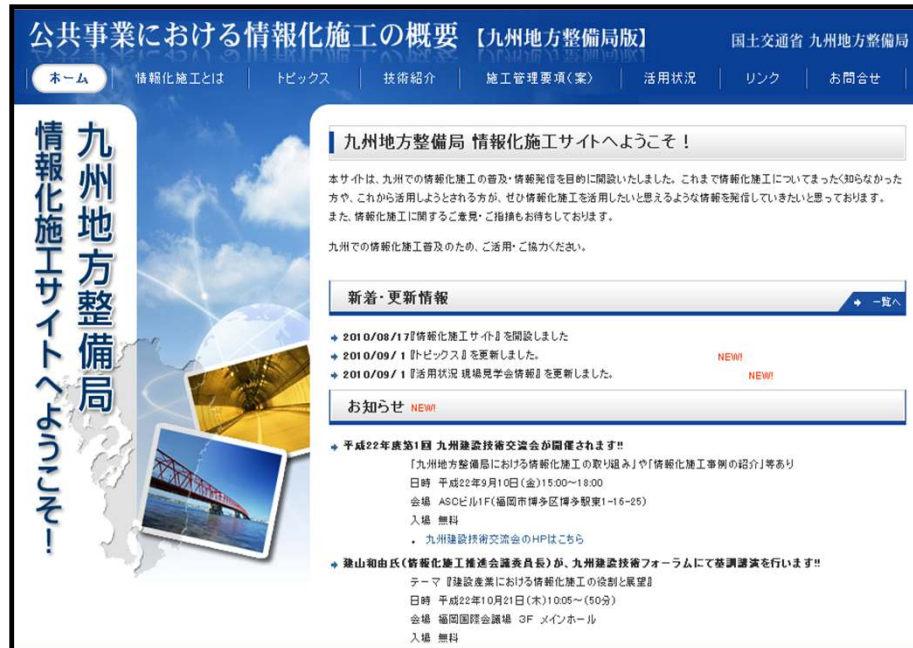 公共事業における情報化施工の概要【九州地方整備局版】
国土交通省 九州地方整備局
ホーム
情報化施工とは
トピックス
技術紹介
施工管理要項(案)
活用状況
リンク
お問合せ
九州地方整備局
情報化施工サイトへようこそ！
九州地方整備局 情報化施工サイトへようこそ！
本サイトは、九州での情報化施工の普及・情報発信を目的に開設いたしました。これまで情報化施工についてまったく知らなかった
方や、これから活用しようとされる方が、ぜひ情報化施工を活用したいと思えるような情報を発信していきたいと思っております。
また、情報化施工に関するご意見・ご指摘もお待ちしております。
九州での情報化施工普及のため、ご活用・ご協力ください。
新着・更新情報
一覧へ
2010/08/17『情報化施工サイト』を開設しました
2010/09/ 1『トピックス』を更新しました。 NEW!
2010/09/ 1『活用状況 現場見学会情報』を更新しました。 NEW!
お知らせ NEW!
平成22年度第1回 九州建設技術交流会が開催されます!!
「九州地方整備局における情報化施工の取り組み」や「情報化施工事例の紹介」等あり
日時 平成22年9月10日(金)15:00～18:00
会場 ASCビル1F(福岡市博多区博多駅東1-16-25)
入場 無料
. 九州建設技術交流会のHPはこちら
建山和由氏(情報化施工推進会議委員長)が、九州建設技術フォーラムにて基調講演を行います!!
テーマ 『建設産業における情報化施工の役割と展望』
日時 平成22年10月21日(木)10:05～(50分)
会場 福岡国際会議場 3F メインホール
入場 無料